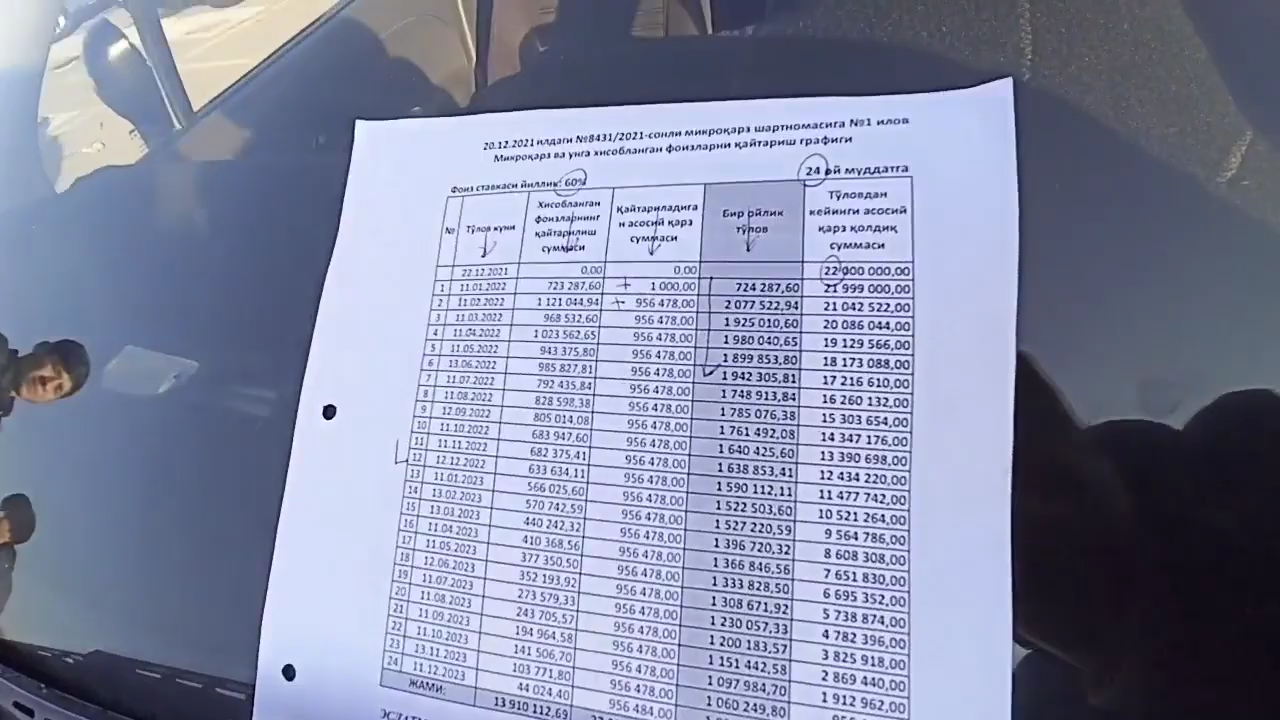 20.12.2021 илдаги №8431/2021-сонли микроқарз шартномасига №1 илов
Микроқарз ва унга хисобланган фоизларни қайтариш графиги
Фоиз ставкаси йиллик: 60% 24 ой муддатга
№ Тўлов куни Хисобланган фоизларнинг қайтарилиш суммаси Қайтариладиган асосий қарз суммаси Бир ойлик тўлов Тўловдан кейинги асосий қарз қолдиқ суммаси
22.12.2021 0,00 0,00 22 000 000,00
1 11.01.2022 723 287,60 1 000,00 724 287,60 21 999 000,00
2 11.02.2022 1 121 044,94 956 478,00 2 077 522,94 21 042 522,00
3 11.03.2022 968 532,60 956 478,00 1 925 010,60 20 086 044,00
4 11.04.2022 1 023 562,65 956 478,00 1 980 040,65 19 129 566,00
5 11.05.2022 943 375,80 956 478,00 1 899 853,80 18 173 088,00
6 13.06.2022 985 827,81 956 478,00 1 942 305,81 17 216 610,00
7 11.07.2022 792 435,84 956 478,00 1 748 913,84 16 260 132,00
8 11.08.2022 828 598,38 956 478,00 1 785 076,38 15 303 654,00
9 12.09.2022 805 014,08 956 478,00 1 761 492,08 14 347 176,00
10 11.10.2022 683 947,60 956 478,00 1 640 425,60 13 390 698,00
11 11.11.2022 682 375,41 956 478,00 1 638 853,41 12 434 220,00
12 12.12.2022 633 634,11 956 478,00 1 590 112,11 11 477 742,00
13 11.01.2023 566 025,60 956 478,00 1 522 503,60 10 521 264,00
14 13.02.2023 570 742,59 956 478,00 1 527 220,59 9 564 786,00
15 13.03.2023 440 242,32 956 478,00 1 396 720,32 8 608 308,00
16 11.04.2023 410 368,56 956 478,00 1 366 846,56 7 651 830,00
17 11.05.2023 377 350,50 956 478,00 1 333 828,50 6 695 352,00
18 12.06.2023 352 193,92 956 478,00 1 308 671,92 5 738 874,00
19 11.07.2023 273 579,33 956 478,00 1 230 057,33 4 782 396,00
20 11.08.2023 243 705,57 956 478,00 1 200 183,57 3 825 918,00
21 11.09.2023 194 964,58 956 478,00 1 151 442,58 2 869 440,00
22 11.10.2023 141 506,70 956 478,00 1 097 984,70 1 912 962,00
23 13.11.2023 103 771,80 956 478,00 1 060 249,80
24 11.12.2023 44 024,40 956 484,00
ЖАМИ: 13 910 112,69